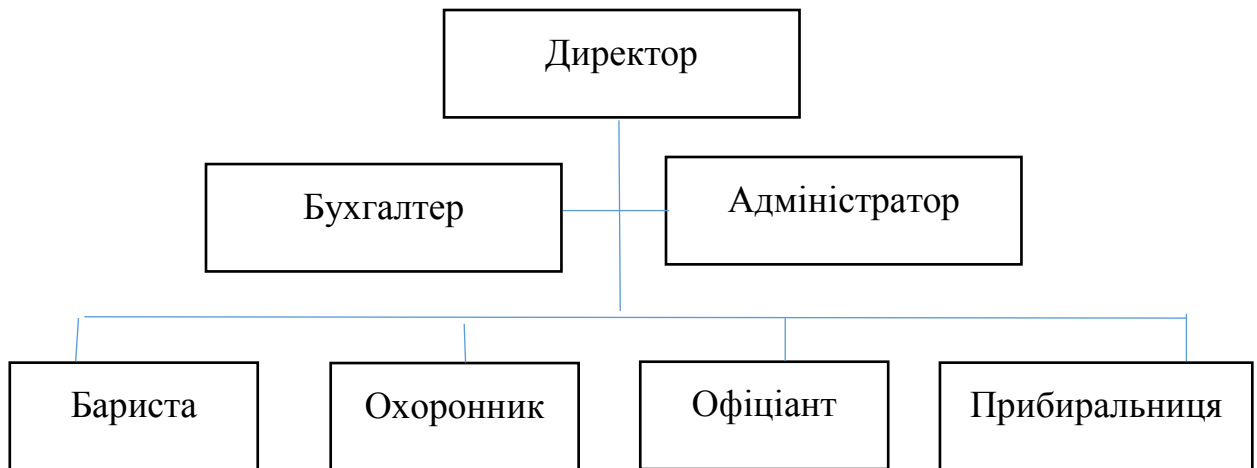 Директор
Бухгалтер
Адміністратор
Бариста
Охоронник
Офіціант
Прибиральниця